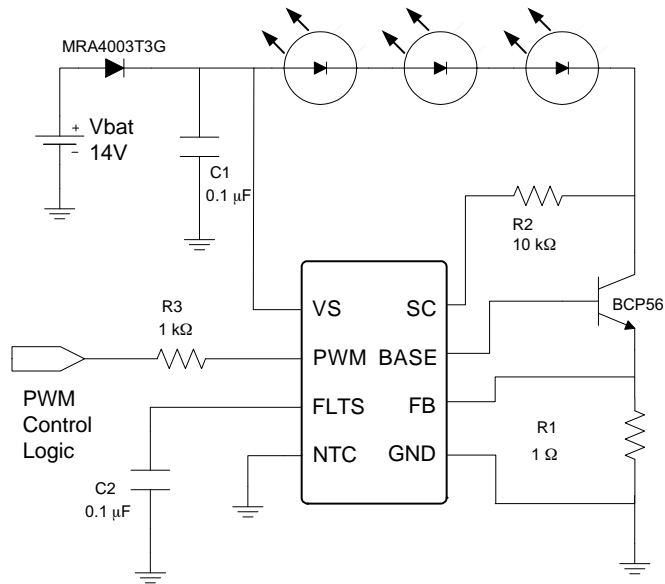 MRA4003T3G
+ Vbat
− 14V
C1
0.1 μF
R2
10 kΩ
BCP56
R3
1 kΩ
VS
SC
PWM
BASE
FLTS
FB
NTC
GND
PWM
Control
Logic
R1
1 Ω
C2
0.1 μF